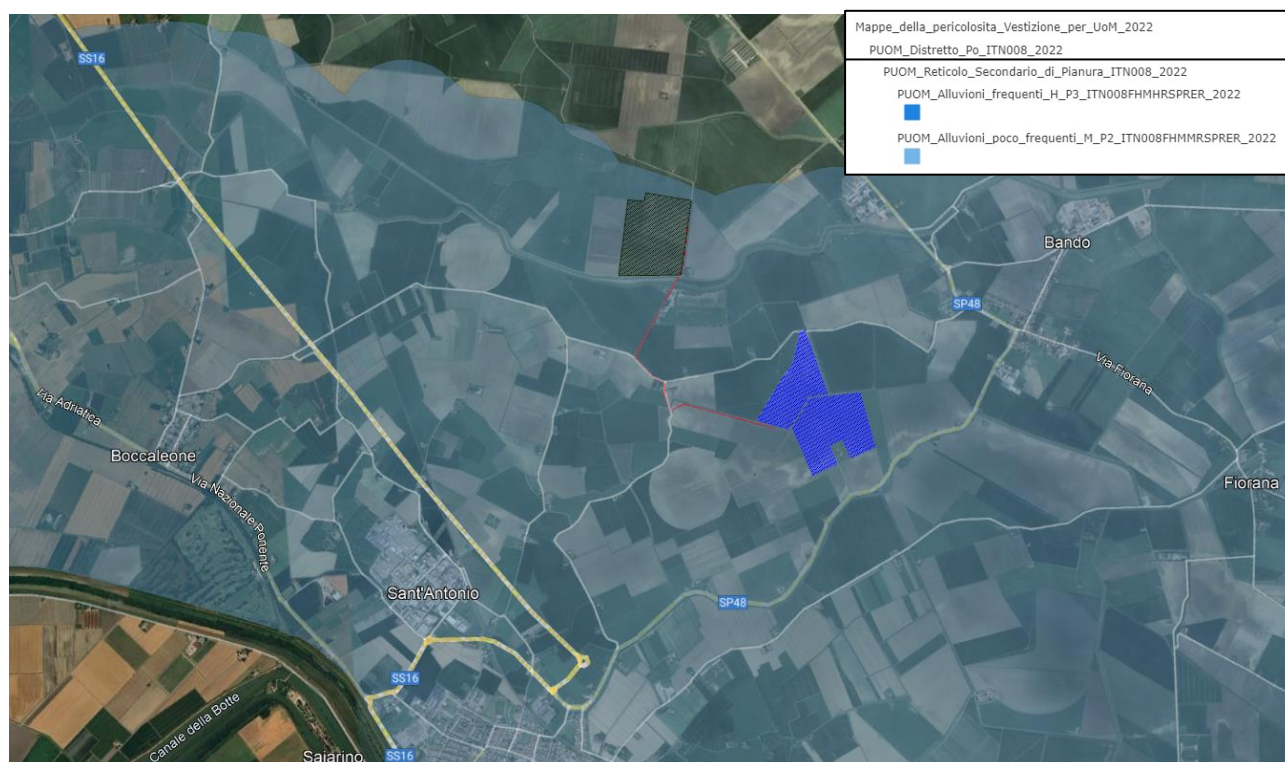 Mappe_della_pericolosita_Vestizione_per_UoM_2022
PUOM_Distretto_Po_ITN008_2022
PUOM_Reticolo_Secondario_di_Pianura_ITN008_2022
PUOM_Alluvioni_frequenti_H_P3_ITN008FHMHRSPRER_2022
PUOM_Alluvioni_poco_frequenti_M_P2_ITN008FHMMRSPRER_2022
SS16
Bando
SP48
Via Fiorana
Via Adriatica
Boccaleone
Fiorana
Via Nazionale Ponente
Sant'Antonio
SP48
SS16
Canale della Botte
Saiarino
SS16